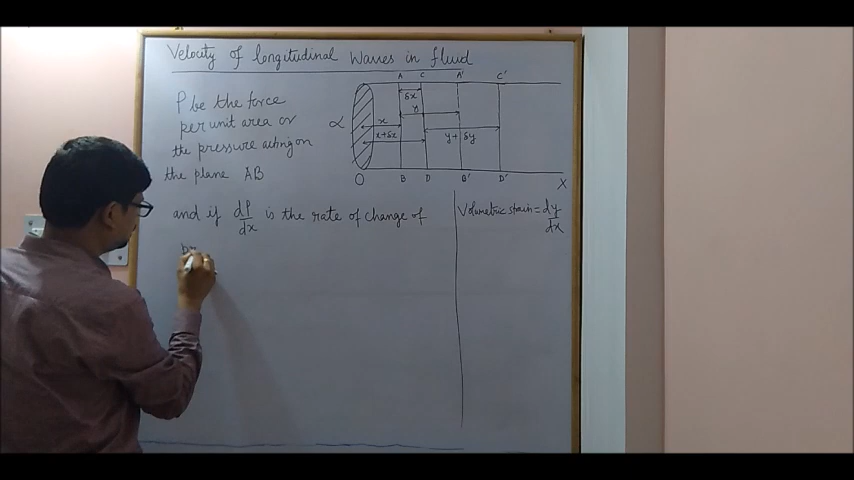 Velocity of longitudinal Waves in fluid
P be the force
per unit area or
the pressure acting on
the plane AB
A C A' C'
δx
y
x
α
x+δx
y+δy
O B D B' D' X
and if dP/dx is the rate of change of
Volumetric strain = dy/dx
pr